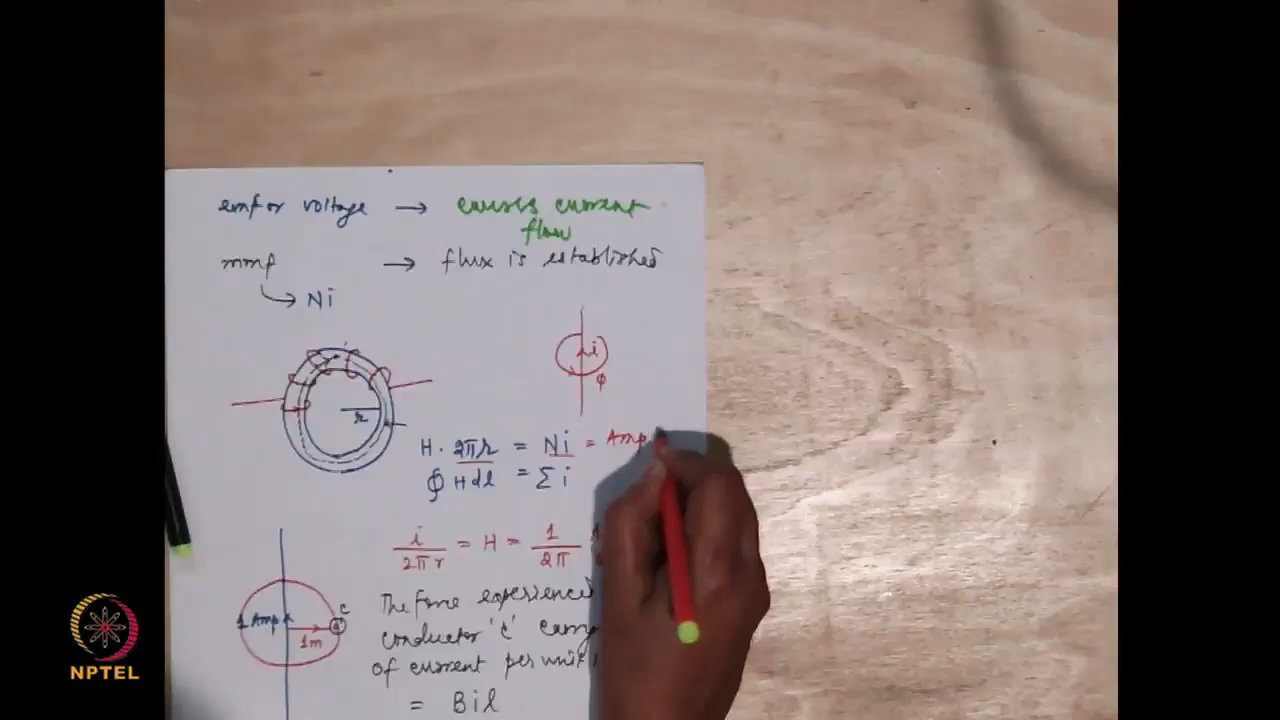 emf or voltage → causes current
flow
mmf → flux is established
→ Ni
i
φ
r
H · 2πr = Ni = Amp
∮ H dl = Σ i
i / 2πr = H = 1 / 2π
1 Amp
C
1m
The force experienced
conductor 'C' carry
of current per unit
= Bil
NPTEL